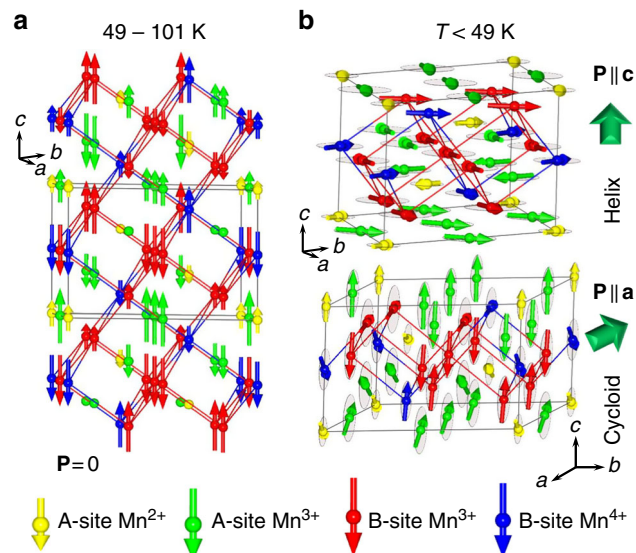 a
49 – 101 K
b
T < 49 K
c
b
a
P || c
Helix
c
b
a
P || a
Cycloid
c
a
b
P = 0
A-site Mn²⁺
A-site Mn³⁺
B-site Mn³⁺
B-site Mn⁴⁺